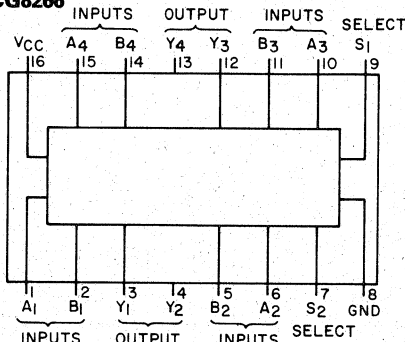 CG8266
INPUTS OUTPUT INPUTS
SELECT
VCC A4 B4 Y4 Y3 B3 A3 S1
16 15 14 13 12 11 10 9
1 2 3 4 5 6 7 8
A1 B1 Y1 Y2 B2 A2 S2 GND
INPUTS OUTPUT INPUTS SELECT